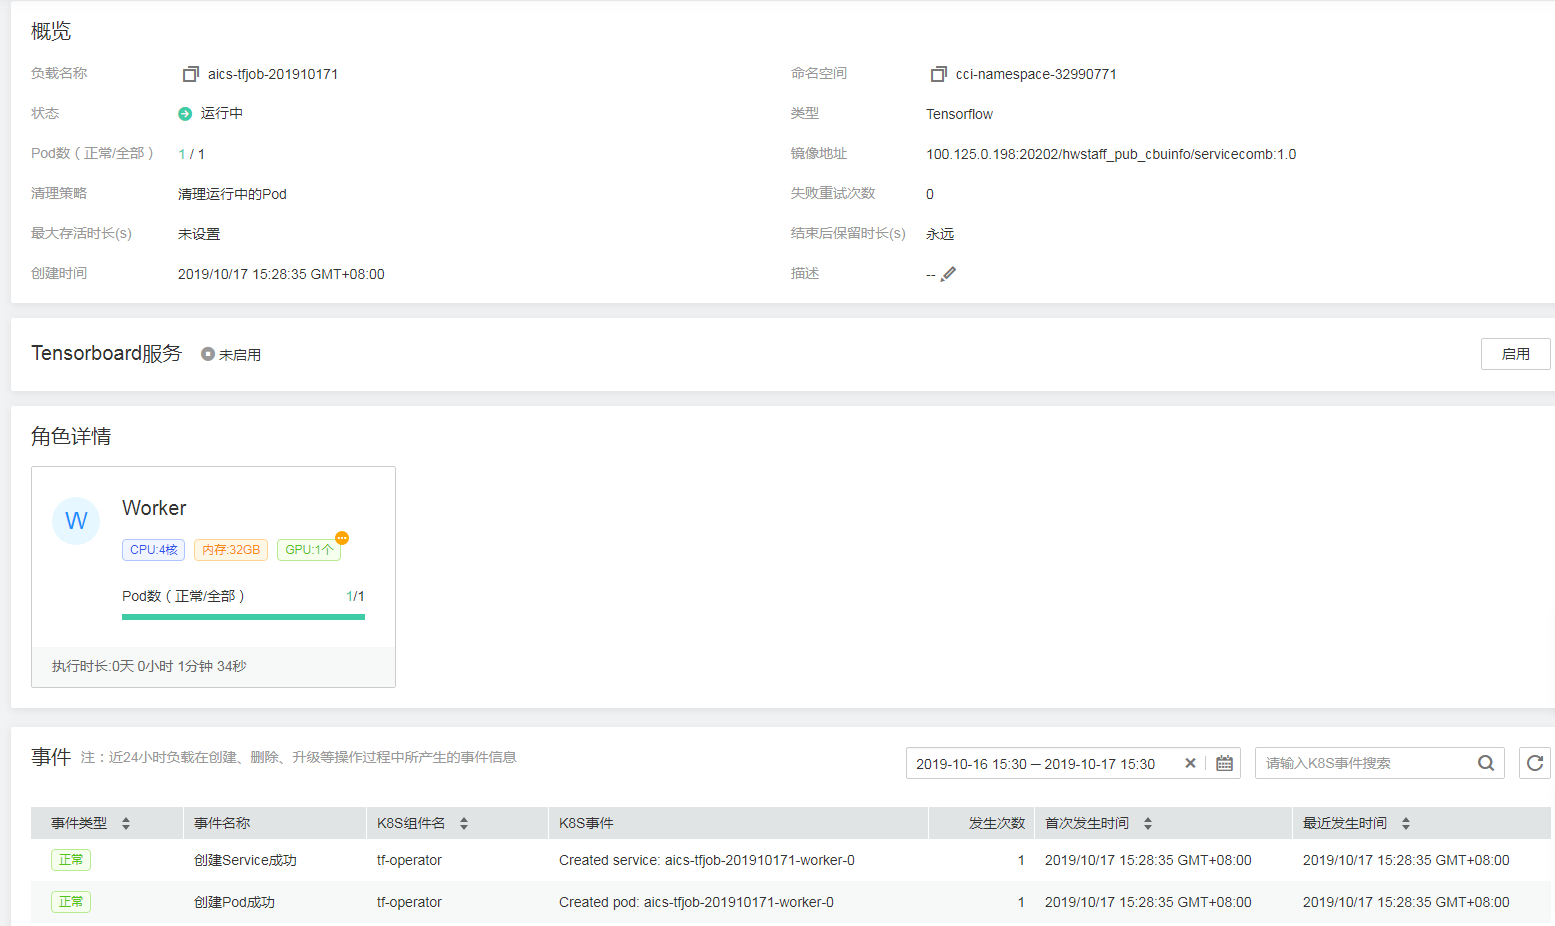 概览
负载名称 aics-tfjob-201910171 命名空间 cci-namespace-32990771
状态 运行中 类型 Tensorflow
Pod数（正常/全部） 1 / 1 镜像地址 100.125.0.198:20202/hwstaff_pub_cbuinfo/servicecomb:1.0
清理策略 清理运行中的Pod 失败重试次数 0
最大存活时长(s) 未设置 结束后保留时长(s) 永远
创建时间 2019/10/17 15:28:35 GMT+08:00 描述 --
Tensorboard服务 未启用 启用
角色详情
W Worker
CPU:4核 内存:32GB GPU:1个
Pod数（正常/全部） 1/1
执行时长:0天 0小时 1分钟 34秒
事件 注：近24小时负载在创建、删除、升级等操作过程中所产生的事件信息 2019-10-16 15:30 – 2019-10-17 15:30 请输入K8S事件搜索
事件类型 事件名称 K8S组件名 K8S事件 发生次数 首次发生时间 最近发生时间
正常 创建Service成功 tf-operator Created service: aics-tfjob-201910171-worker-0 1 2019/10/17 15:28:35 GMT+08:00 2019/10/17 15:28:35 GMT+08:00
正常 创建Pod成功 tf-operator Created pod: aics-tfjob-201910171-worker-0 1 2019/10/17 15:28:35 GMT+08:00 2019/10/17 15:28:35 GMT+08:00